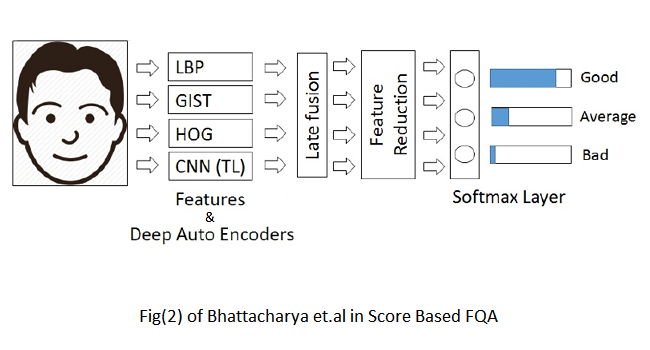 LBP
GIST
HOG
CNN (TL)
Features
&
Deep Auto Encoders
Late fusion
Feature
Reduction
Softmax Layer
Good
Average
Bad
Fig(2) of Bhattacharya et.al in Score Based FQA